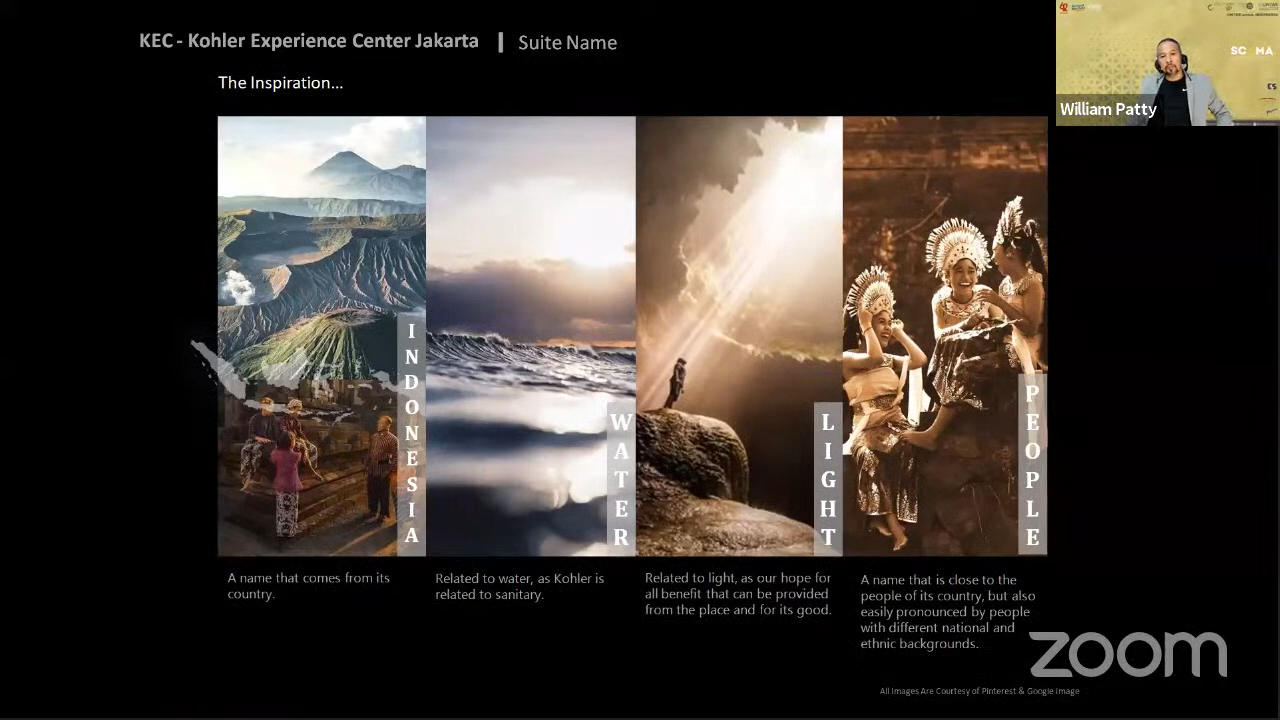 KEC - Kohler Experience Center Jakarta | Suite Name
The Inspiration...
William Patty
SC MA
INDONESIA
WATER
LIGHT
PEOPLE
A name that comes from its
country.
Related to water, as Kohler is
related to sanitary.
Related to light, as our hope for
all benefit that can be provided
from the place and for its good.
A name that is close to the
people of its country, but also
easily pronounced by people
with different national and
ethnic backgrounds.
zoom
All Images Are Courtesy of Pinterest & Google Image